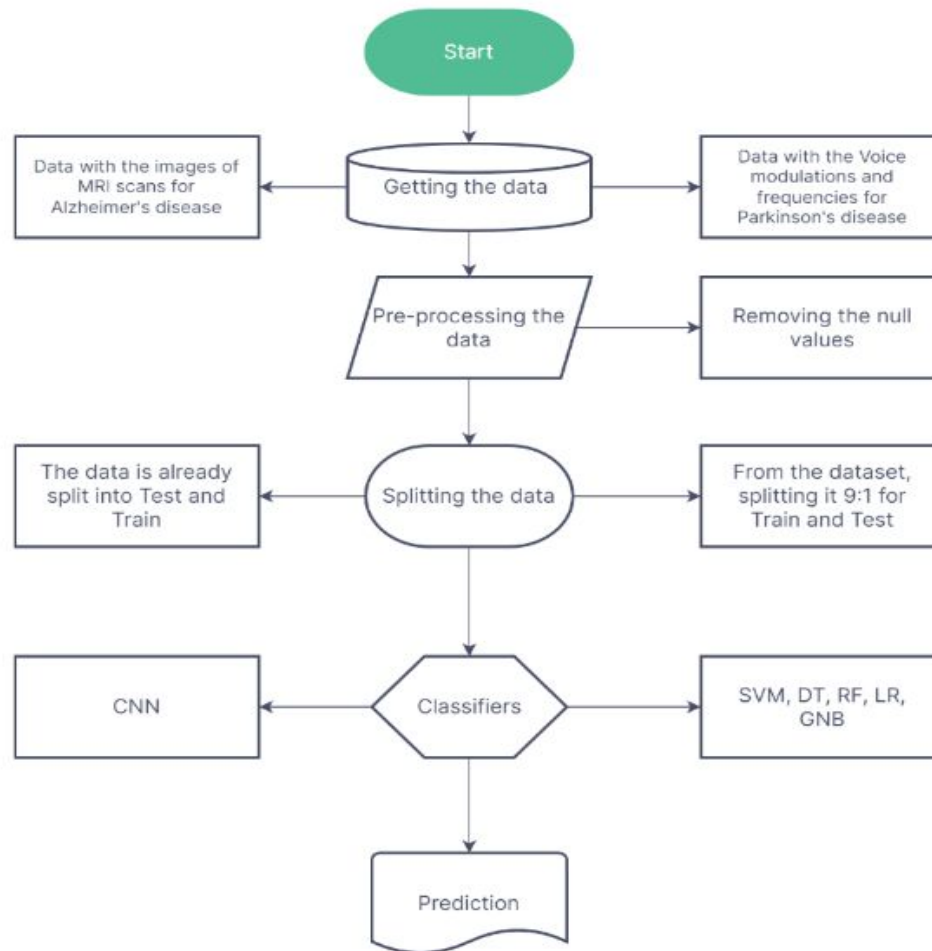 Start
Data with the images of
MRI scans for
Alzheimer's disease
Getting the data
Data with the Voice
modulations and
frequencies for
Parkinson's disease
Pre-processing the
data
Removing the null
values
The data is already
split into Test and
Train
Splitting the data
From the dataset,
splitting it 9:1 for
Train and Test
CNN
Classifiers
SVM, DT, RF, LR,
GNB
Prediction